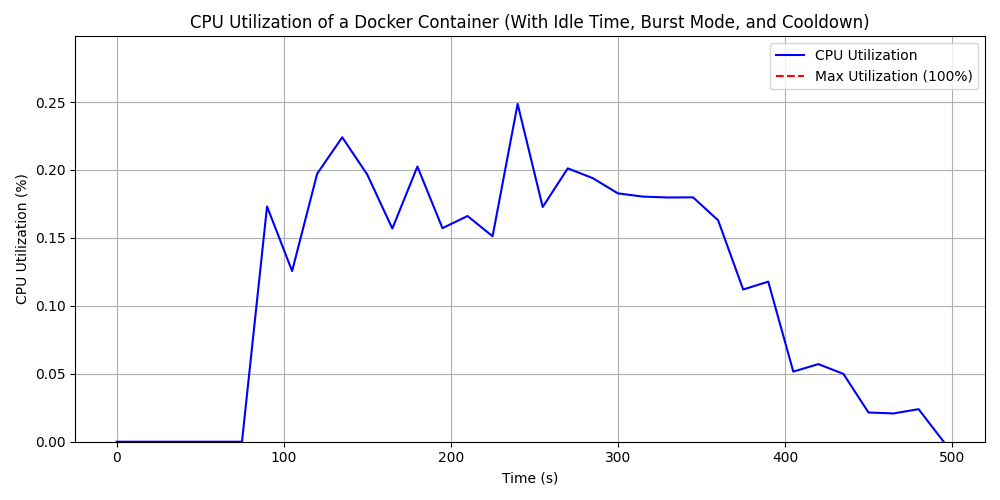 CPU Utilization of a Docker Container (With Idle Time, Burst Mode, and Cooldown)
CPU Utilization
Max Utilization (100%)
CPU Utilization (%)
0.25
0.20
0.15
0.10
0.05
0.00
0 100 200 300 400 500
Time (s)